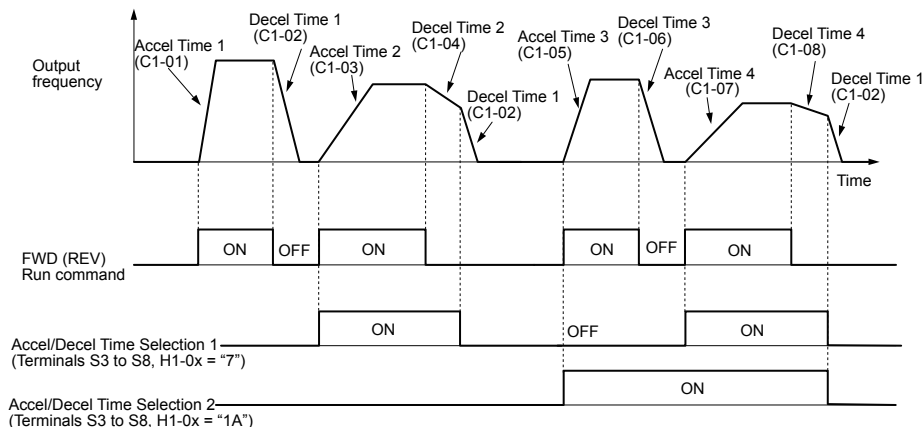 Output
frequency
Accel Time 1
(C1-01)
Decel Time 1
(C1-02)
Accel Time 2
(C1-03)
Decel Time 2
(C1-04)
Decel Time 1
(C1-02)
Accel Time 3
(C1-05)
Decel Time 3
(C1-06)
Accel Time 4
(C1-07)
Decel Time 4
(C1-08)
Decel Time 1
(C1-02)
Time
FWD (REV)
Run command
ON
OFF
ON
ON
OFF
ON
Accel/Decel Time Selection 1
(Terminals S3 to S8, H1-0x = “7”)
ON
OFF
ON
Accel/Decel Time Selection 2
(Terminals S3 to S8, H1-0x = “1A”)
ON